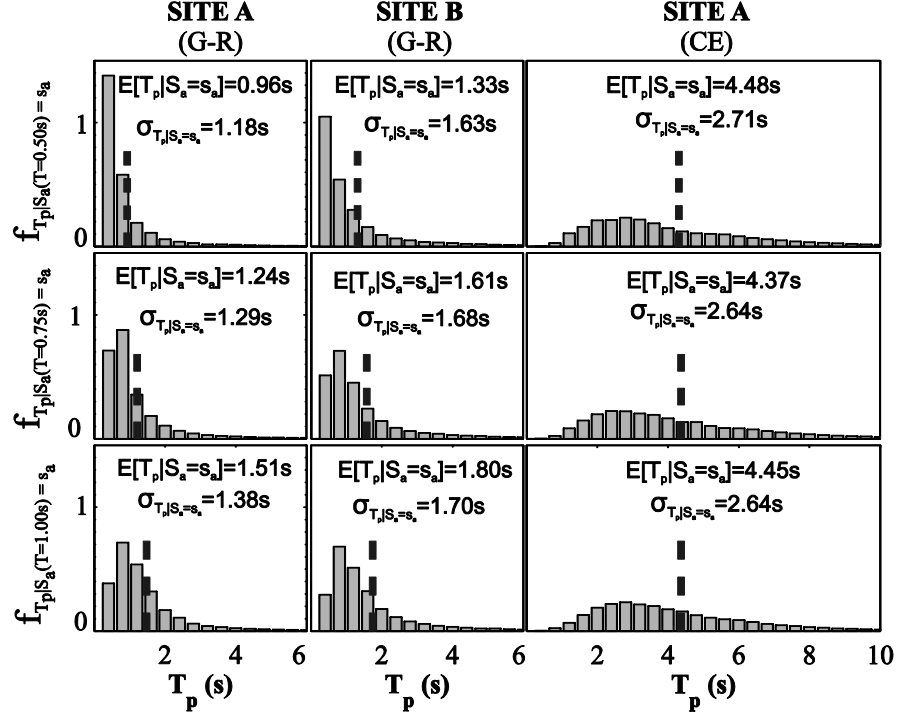 SITE A SITE B SITE A
(G-R) (G-R) (CE)
f_Tp|Sa(T=0.50s) = sa
1
0
E[Tp|Sa=sa]=0.96s
σTp|Sa=sa=1.18s
E[Tp|Sa=sa]=1.33s
σTp|Sa=sa=1.63s
E[Tp|Sa=sa]=4.48s
σTp|Sa=sa=2.71s
f_Tp|Sa(T=0.75s) = sa
1
0
E[Tp|Sa=sa]=1.24s
σTp|Sa=sa=1.29s
E[Tp|Sa=sa]=1.61s
σTp|Sa=sa=1.68s
E[Tp|Sa=sa]=4.37s
σTp|Sa=sa=2.64s
f_Tp|Sa(T=1.00s) = sa
1
0
E[Tp|Sa=sa]=1.51s
σTp|Sa=sa=1.38s
E[Tp|Sa=sa]=1.80s
σTp|Sa=sa=1.70s
E[Tp|Sa=sa]=4.45s
σTp|Sa=sa=2.64s
2 4 6 2 4 6 2 4 6 8 10
Tp (s) Tp (s) Tp (s)